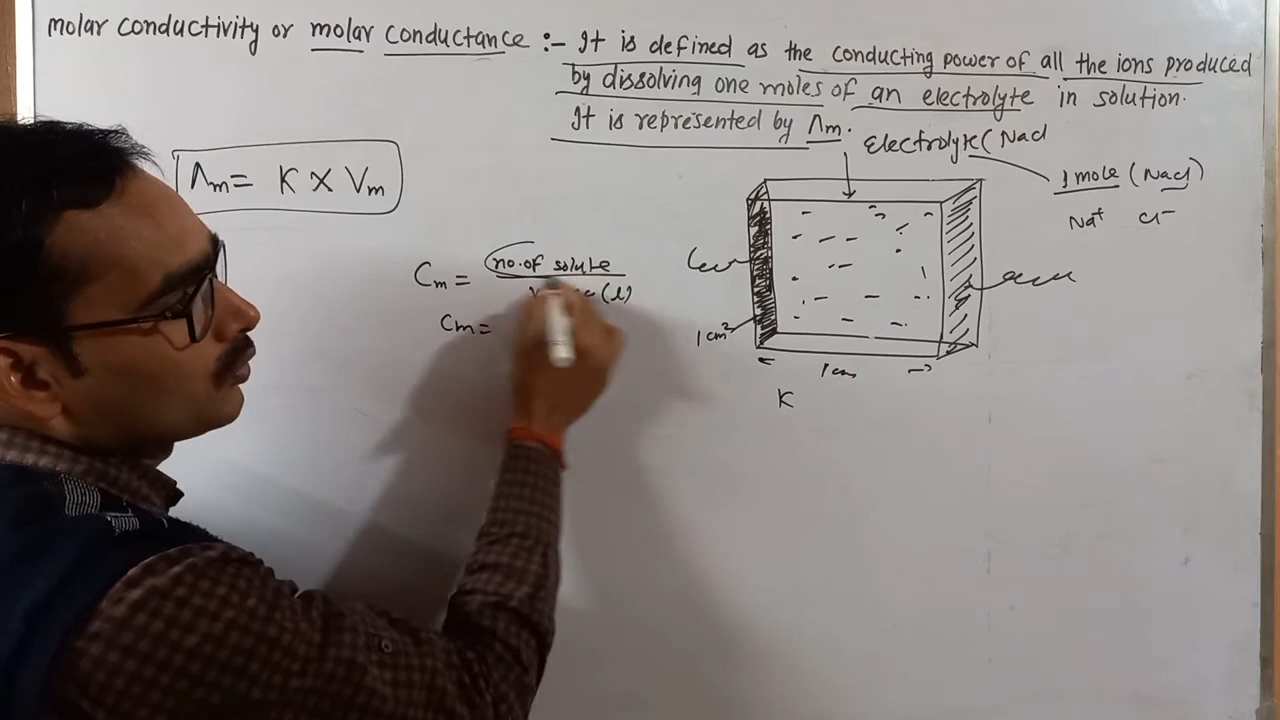 molar conductivity or molar conductance :- It is defined as the conducting power of all the ions produced
by dissolving one moles of an electrolyte in solution.
It is represented by Λm.
Electrolyte (Nacl
1 mole (Nacl)
Na⁺ Cl⁻
Λm = K × Vm
Cm = no. of solute
(l)
Cm =
1 cm²
1 cm
K